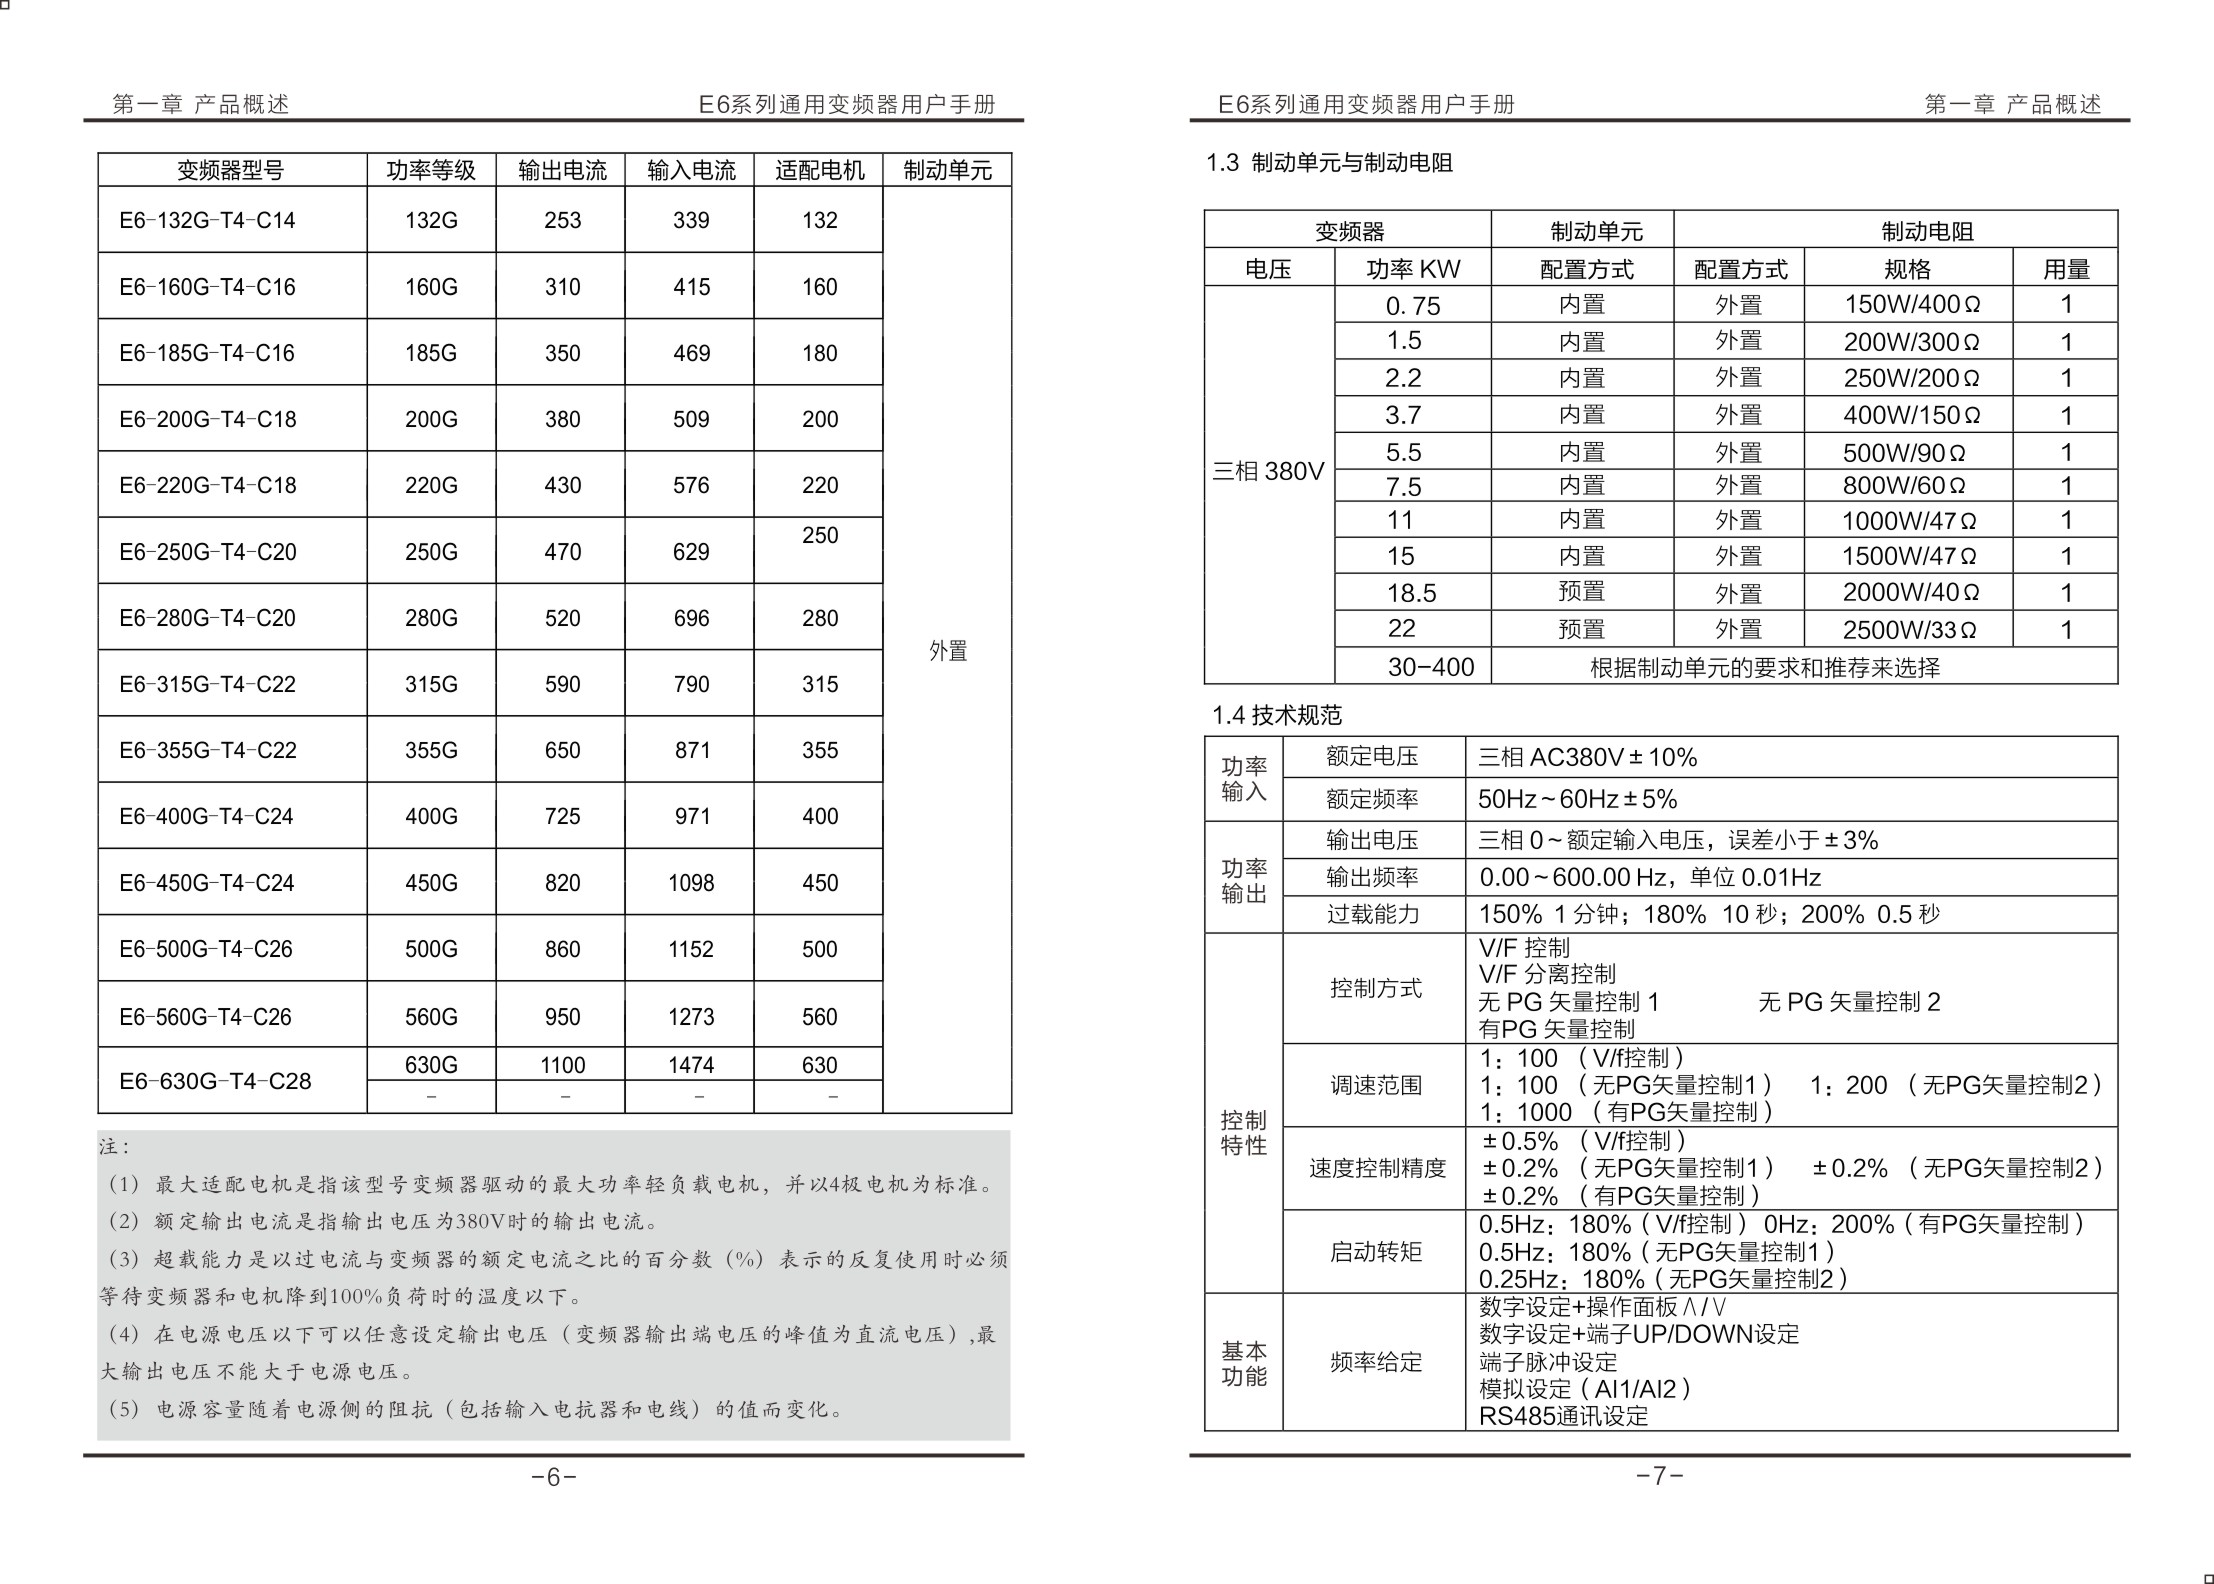 第一章 产品概述 E6系列通用变频器用户手册
变频器型号 功率等级 输出电流 输入电流 适配电机 制动单元
E6-132G-T4-C14 132G 253 339 132
E6-160G-T4-C16 160G 310 415 160
E6-185G-T4-C16 185G 350 469 180
E6-200G-T4-C18 200G 380 509 200
E6-220G-T4-C18 220G 430 576 220
E6-250G-T4-C20 250G 470 629 250
E6-280G-T4-C20 280G 520 696 280
外置
E6-315G-T4-C22 315G 590 790 315
E6-355G-T4-C22 355G 650 871 355
E6-400G-T4-C24 400G 725 971 400
E6-450G-T4-C24 450G 820 1098 450
E6-500G-T4-C26 500G 860 1152 500
E6-560G-T4-C26 560G 950 1273 560
E6-630G-T4-C28 630G 1100 1474 630
- - - -
注：
（1）最大适配电机是指该型号变频器驱动的最大功率轻负载电机，并以4极电机为标准。
（2）额定输出电流是指输出电压为380V时的输出电流。
（3）超载能力是以过电流与变频器的额定电流之比的百分数（%）表示的反复使用时必须
等待变频器和电机降到100%负荷时的温度以下。
（4）在电源电压以下可以任意设定输出电压（变频器输出端电压的峰值为直流电压）,最
大输出电压不能大于电源电压。
（5）电源容量随着电源侧的阻抗（包括输入电抗器和电线）的值而变化。
-6-
E6系列通用变频器用户手册 第一章 产品概述
1.3 制动单元与制动电阻
变频器 制动单元 制动电阻
电压 功率 KW 配置方式 配置方式 规格 用量
0.75 内置 外置 150W/400Ω 1
1.5 内置 外置 200W/300Ω 1
2.2 内置 外置 250W/200Ω 1
3.7 内置 外置 400W/150Ω 1
5.5 内置 外置 500W/90Ω 1
三相 380V
7.5 内置 外置 800W/60Ω 1
11 内置 外置 1000W/47Ω 1
15 内置 外置 1500W/47Ω 1
18.5 预置 外置 2000W/40Ω 1
22 预置 外置 2500W/33Ω 1
30-400 根据制动单元的要求和推荐来选择
1.4 技术规范
功率
输入
额定电压 三相 AC380V±10%
额定频率 50Hz~60Hz±5%
功率
输出
输出电压 三相 0~额定输入电压，误差小于±3%
输出频率 0.00~600.00 Hz，单位 0.01Hz
过载能力 150% 1 分钟；180% 10 秒；200% 0.5 秒
控制
特性
控制方式
V/F 控制
V/F 分离控制
无 PG 矢量控制 1 无 PG 矢量控制 2
有PG 矢量控制
调速范围
1：100 （V/f控制）
1：100 （无PG矢量控制1） 1：200 （无PG矢量控制2）
1：1000 （有PG矢量控制）
速度控制精度
±0.5% （V/f控制）
±0.2% （无PG矢量控制1） ±0.2% （无PG矢量控制2）
±0.2% （有PG矢量控制）
启动转矩
0.5Hz：180%（V/f控制） 0Hz：200%（有PG矢量控制）
0.5Hz：180%（无PG矢量控制1）
0.25Hz：180%（无PG矢量控制2）
基本
功能
频率给定
数字设定+操作面板∧/∨
数字设定+端子UP/DOWN设定
端子脉冲设定
模拟设定（AI1/AI2）
RS485通讯设定
-7-